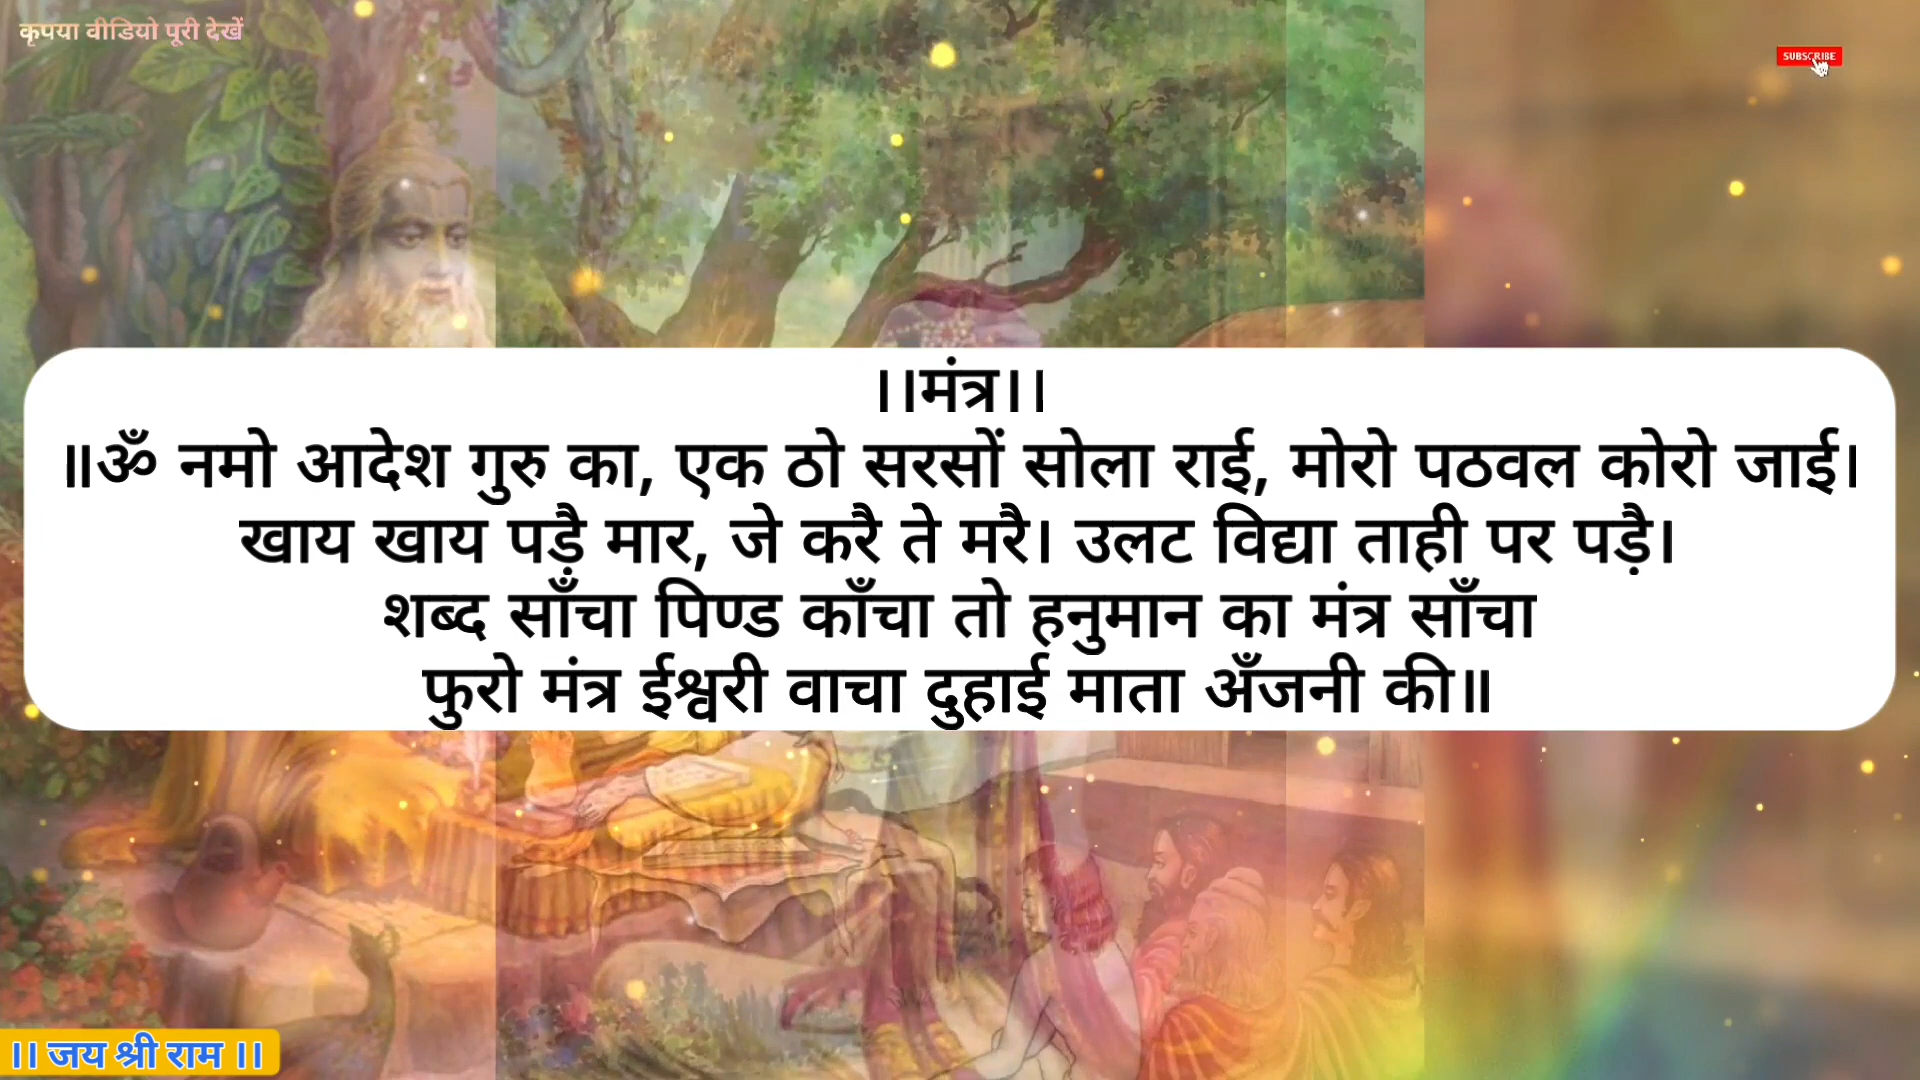 कृपया वीडियो पूरी देखें
SUBSCRIBE
।।मंत्र।।
॥ॐ नमो आदेश गुरु का, एक ठो सरसों सोला राई, मोरो पठवल कोरो जाई।
खाय खाय पड़ै मार, जे करै ते मरै। उलट विद्या ताही पर पड़ै।
शब्द साँचा पिण्ड काँचा तो हनुमान का मंत्र साँचा
फुरो मंत्र ईश्वरी वाचा दुहाई माता अँजनी की॥
।। जय श्री राम ।।